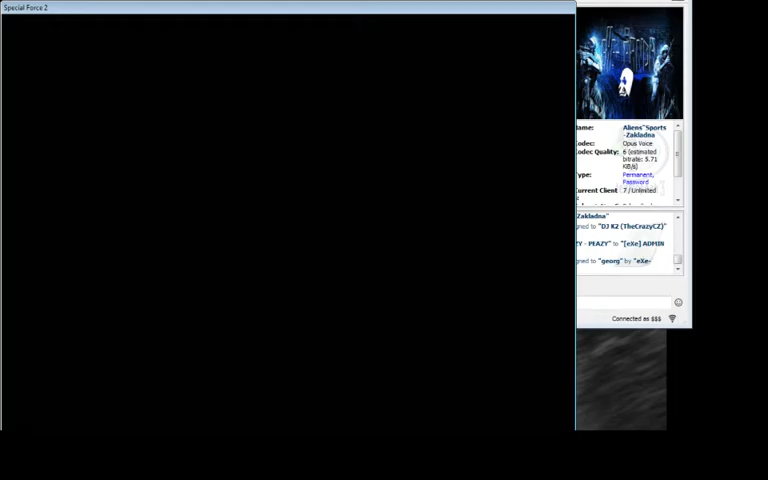 Special Force 2
Name: Aliens*Sports
-Zakladna
Codec: Opus Voice
Codec Quality: 6 (estimated
bitrate: 5.71
KiB/s)
Type: Permanent,
Password
Current Client 7 / Unlimited
Zakladna"
gned to "DJ K2 (TheCrazyCZ)"
ZY - PEAZY" to "[eXe] ADMIN
gned to "georg" by "eXe-
Connected as $$$